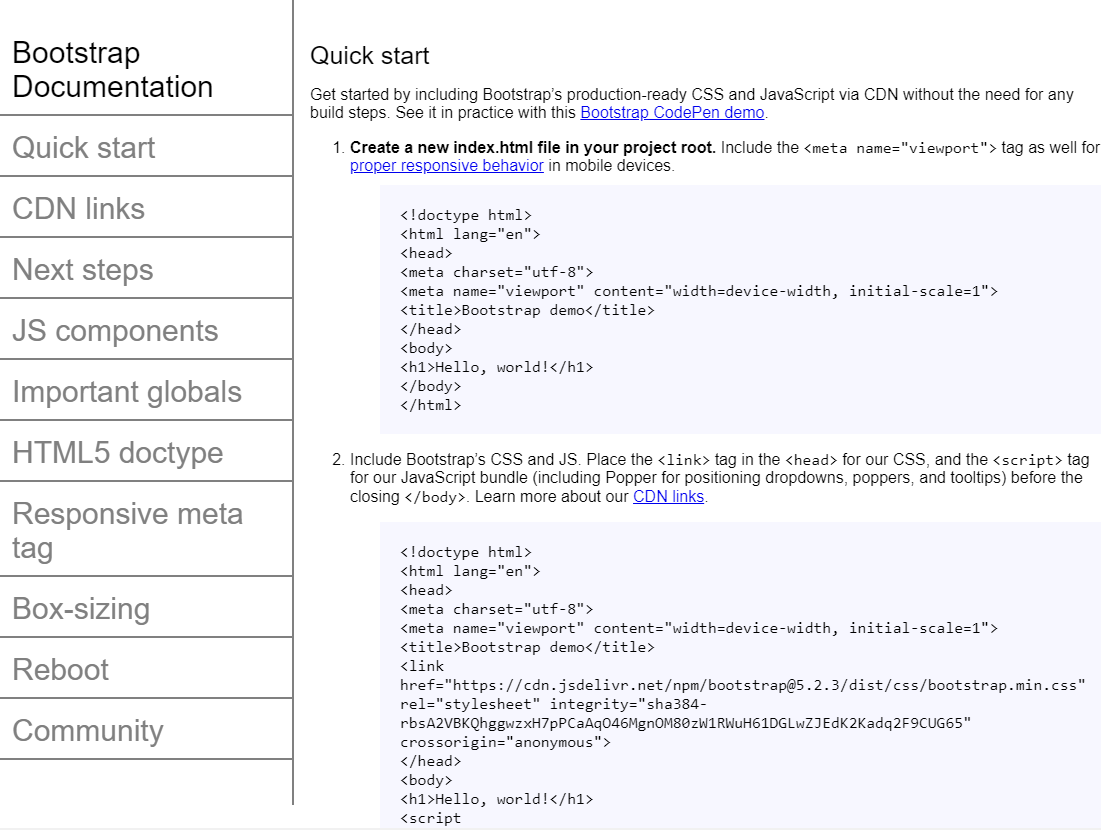 Bootstrap
Documentation
Quick start
CDN links
Next steps
JS components
Important globals
HTML5 doctype
Responsive meta
tag
Box-sizing
Reboot
Community
Quick start
Get started by including Bootstrap’s production-ready CSS and JavaScript via CDN without the need for any
build steps. See it in practice with this Bootstrap CodePen demo.
1. Create a new index.html file in your project root. Include the <meta name="viewport"> tag as well for
proper responsive behavior in mobile devices.
<!doctype html>
<html lang="en">
<head>
<meta charset="utf-8">
<meta name="viewport" content="width=device-width, initial-scale=1">
<title>Bootstrap demo</title>
</head>
<body>
<h1>Hello, world!</h1>
</body>
</html>
2. Include Bootstrap’s CSS and JS. Place the <link> tag in the <head> for our CSS, and the <script> tag
for our JavaScript bundle (including Popper for positioning dropdowns, poppers, and tooltips) before the
closing </body>. Learn more about our CDN links.
<!doctype html>
<html lang="en">
<head>
<meta charset="utf-8">
<meta name="viewport" content="width=device-width, initial-scale=1">
<title>Bootstrap demo</title>
<link
href="https://cdn.jsdelivr.net/npm/bootstrap@5.2.3/dist/css/bootstrap.min.css"
rel="stylesheet" integrity="sha384-
rbsA2VBKQhggwzxH7pPCaAqO46MgnOM80zW1RWuH61DGLwZJEdK2Kadq2F9CUG65"
crossorigin="anonymous">
</head>
<body>
<h1>Hello, world!</h1>
<script